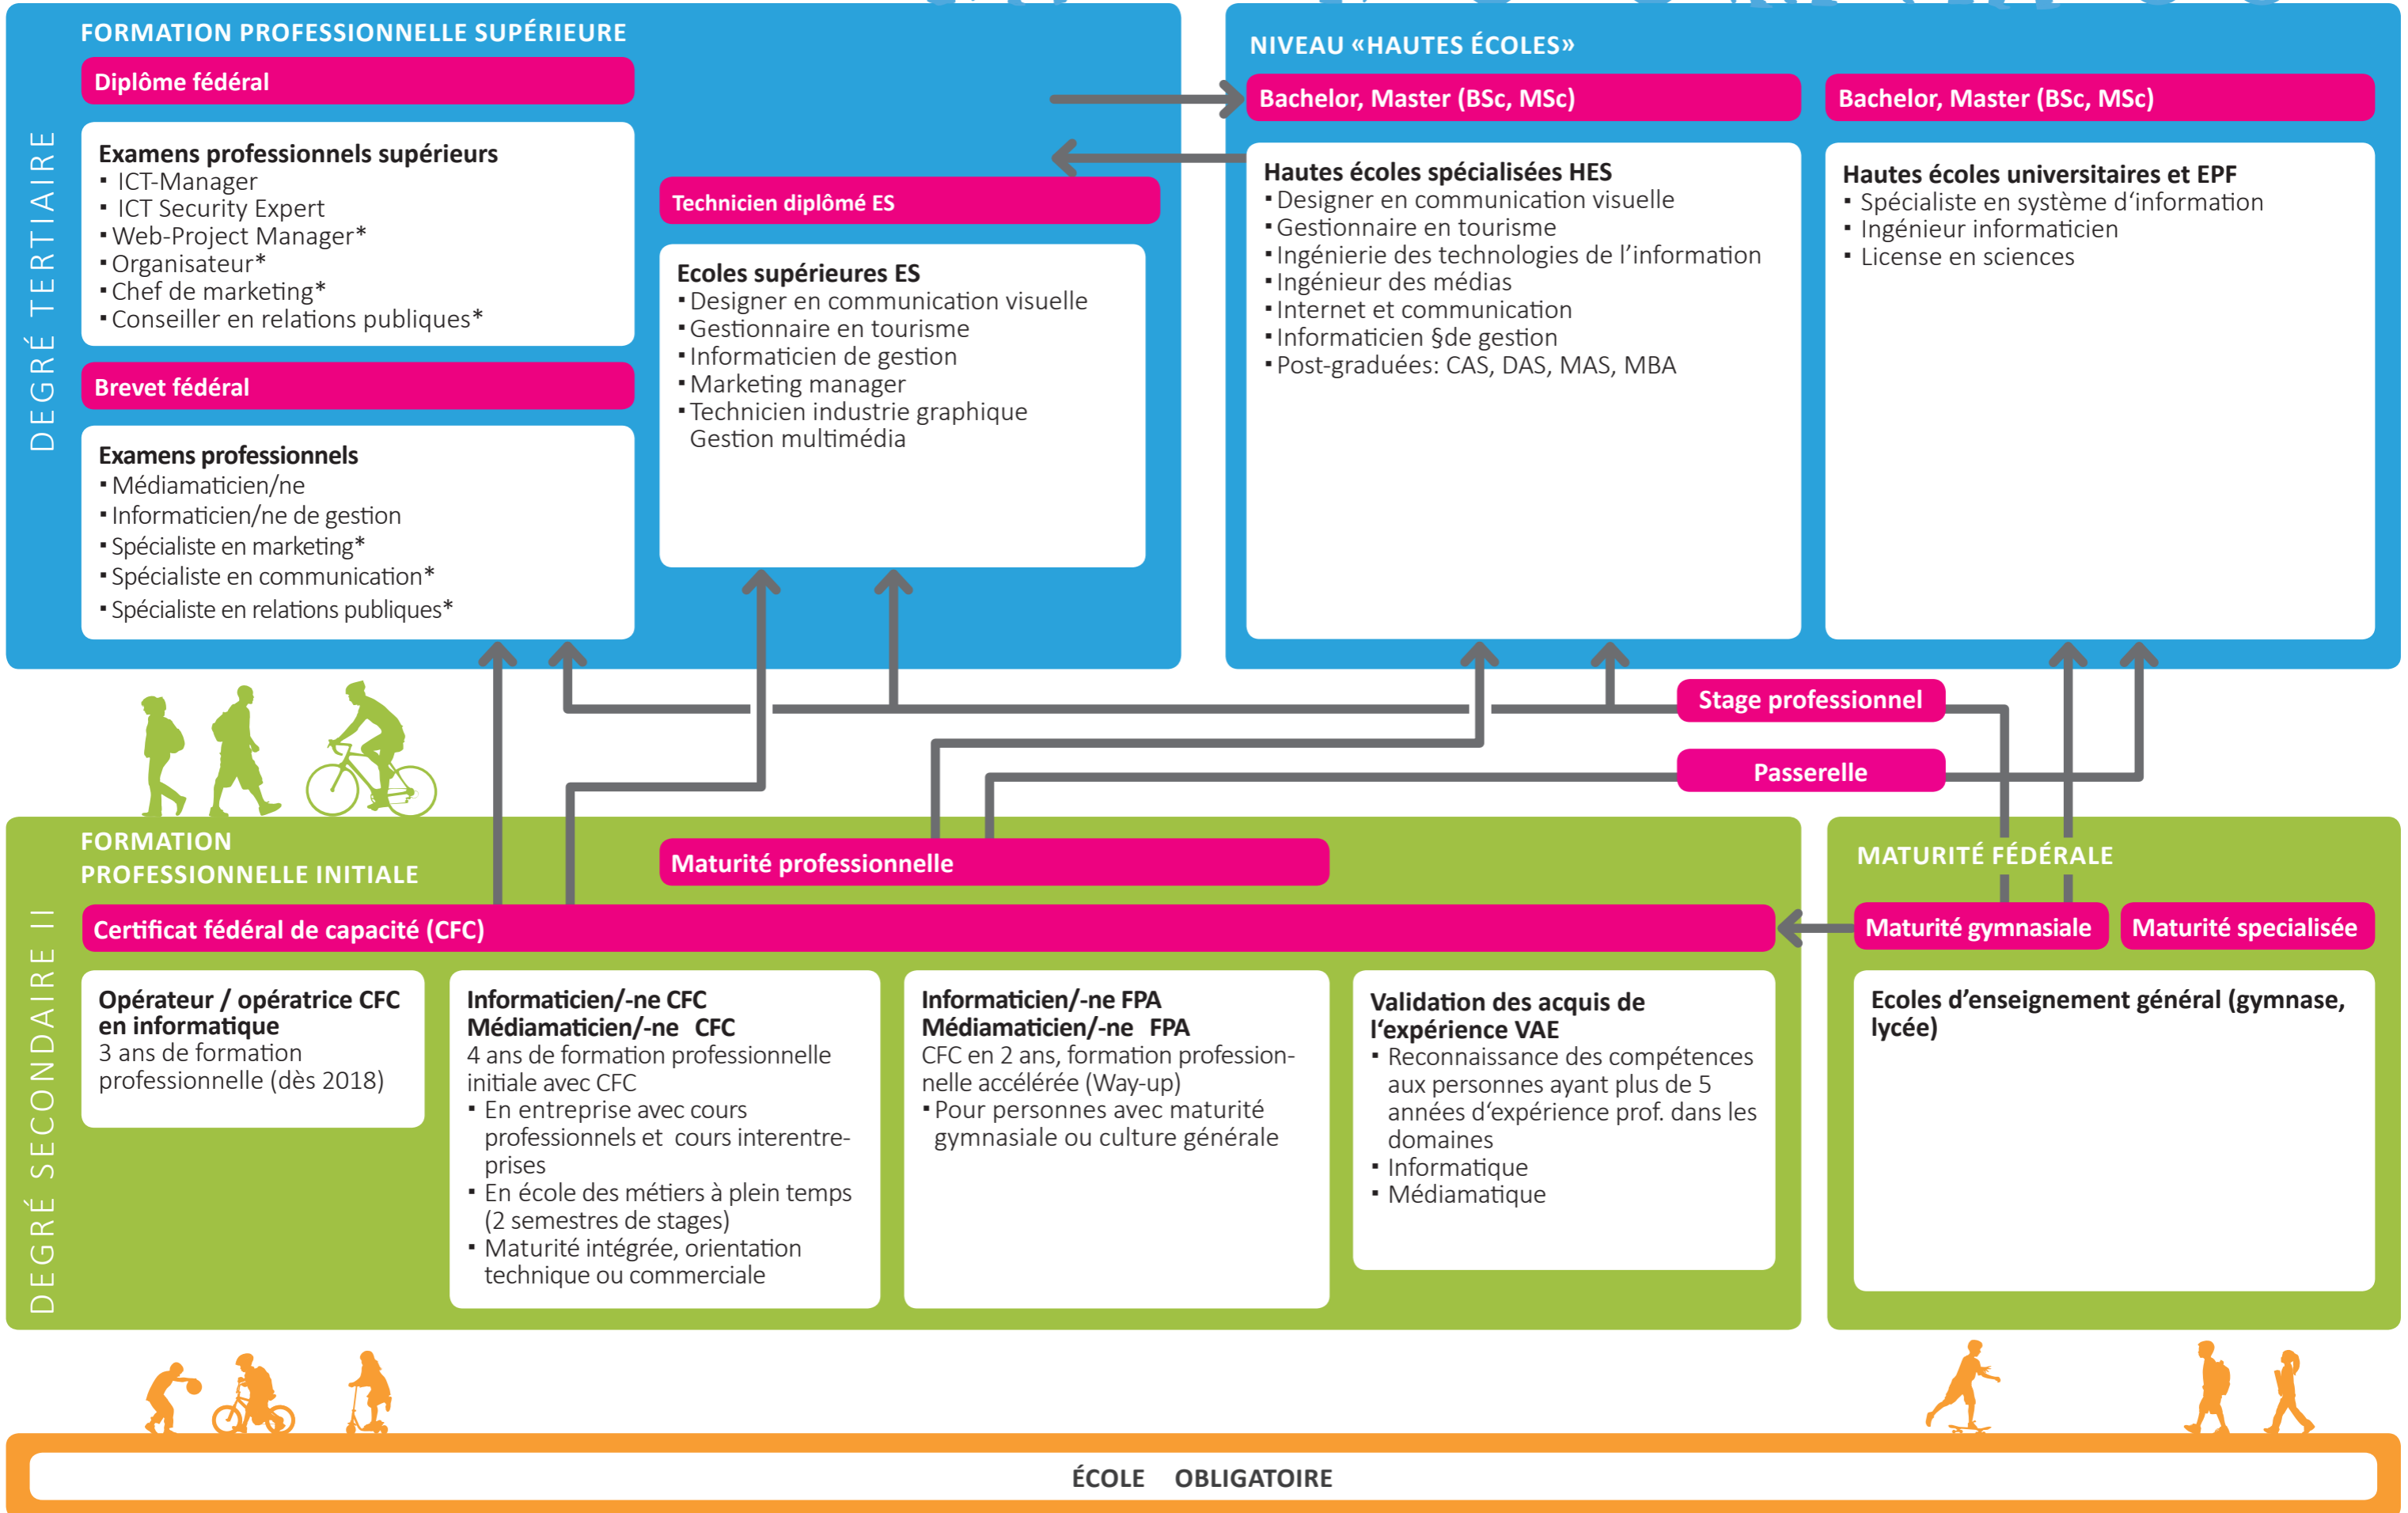 FORMATION PROFESSIONNELLE SUPÉRIEURE
Diplôme fédéral
Examens professionnels supérieurs
▪ ICT-Manager
▪ ICT Security Expert
▪ Web-Project Manager*
▪ Organisateur*
▪ Chef de marketing*
▪ Conseiller en relations publiques*
Brevet fédéral
Examens professionnels
▪ Médiamaticien/ne
▪ Informaticien/ne de gestion
▪ Spécialiste en marketing*
▪ Spécialiste en communication*
▪ Spécialiste en relations publiques*
Technicien diplômé ES
Ecoles supérieures ES
▪ Designer en communication visuelle
▪ Gestionnaire en tourisme
▪ Informaticien de gestion
▪ Marketing manager
▪ Technicien industrie graphique
Gestion multimédia
NIVEAU «HAUTES ÉCOLES»
Bachelor, Master (BSc, MSc)
Hautes écoles spécialisées HES
▪ Designer en communication visuelle
▪ Gestionnaire en tourisme
▪ Ingénierie des technologies de l’information
▪ Ingénieur des médias
▪ Internet et communication
▪ Informaticien §de gestion
▪ Post-graduées: CAS, DAS, MAS, MBA
Bachelor, Master (BSc, MSc)
Hautes écoles universitaires et EPF
▪ Spécialiste en système d‘information
▪ Ingénieur informaticien
▪ License en sciences
DEGRÉ TERTIAIRE
Stage professionnel
Passerelle
FORMATION
PROFESSIONNELLE INITIALE
Maturité professionnelle
Certificat fédéral de capacité (CFC)
Opérateur / opératrice CFC
en informatique
3 ans de formation
professionnelle (dès 2018)
Informaticien/-ne CFC
Médiamaticien/-ne CFC
4 ans de formation professionnelle
initiale avec CFC
▪ En entreprise avec cours
professionnels et cours interentre-
prises
▪ En école des métiers à plein temps
(2 semestres de stages)
▪ Maturité intégrée, orientation
technique ou commerciale
Informaticien/-ne FPA
Médiamaticien/-ne FPA
CFC en 2 ans, formation profession-
nelle accélérée (Way-up)
▪ Pour personnes avec maturité
gymnasiale ou culture générale
Validation des acquis de
l‘expérience VAE
▪ Reconnaissance des compétences
aux personnes ayant plus de 5
années d‘expérience prof. dans les
domaines
▪ Informatique
▪ Médiamatique
MATURITÉ FÉDÉRALE
Maturité gymnasiale
Maturité specialisée
Ecoles d’enseignement général (gymnase,
lycée)
DEGRÉ SECONDAIRE II
ÉCOLE OBLIGATOIRE